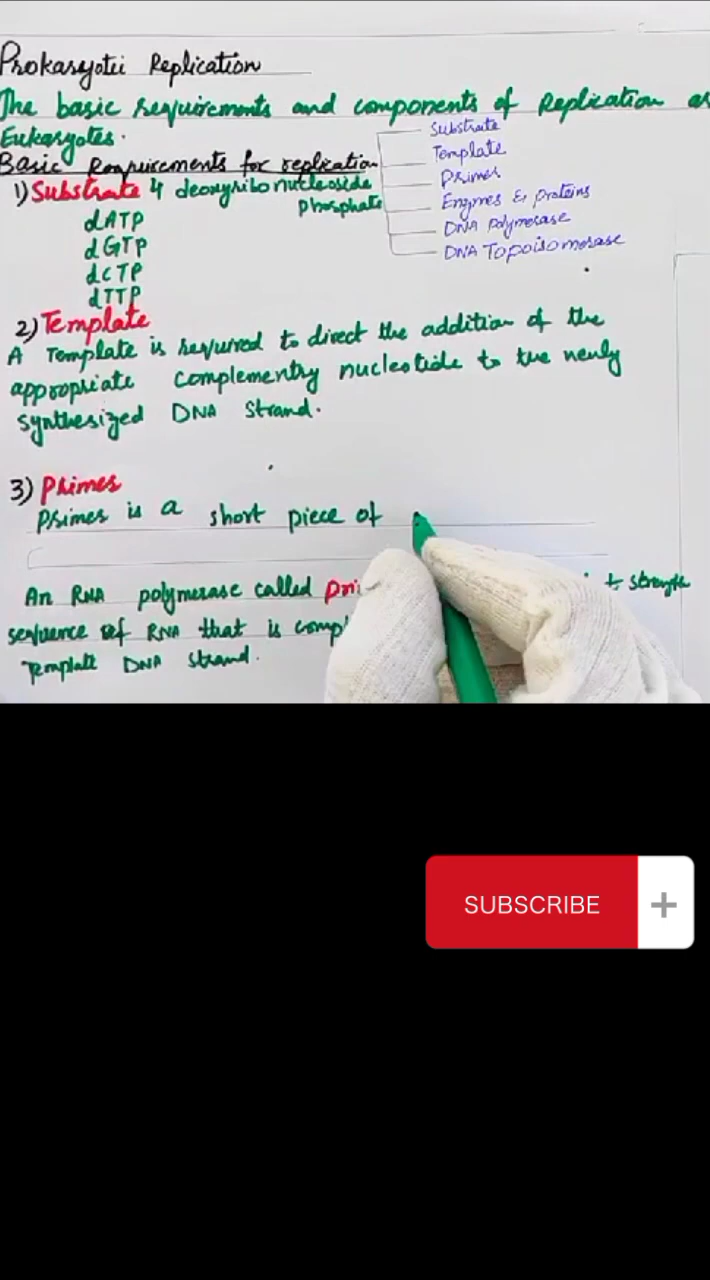 Prokaryotic Replication
The basic requirements and components of Replication as
Eukaryotes.
Basic Requirements for replication
Substrate
Template
Primer
Enzymes & proteins
DNA polymerase
DNA Topoisomerase
1) Substrate 4 deoxyribonucleoside
phosphate
dATP
dGTP
dCTP
dTTP
2) Template
A Template is required to direct the addition of the
appropriate complementry nucleotide to the newly
synthesized DNA strand.
3) Primer
Primer is a short piece of
An RNA polymerase called
sequence of RNA that is
Template DNA strand.
SUBSCRIBE +